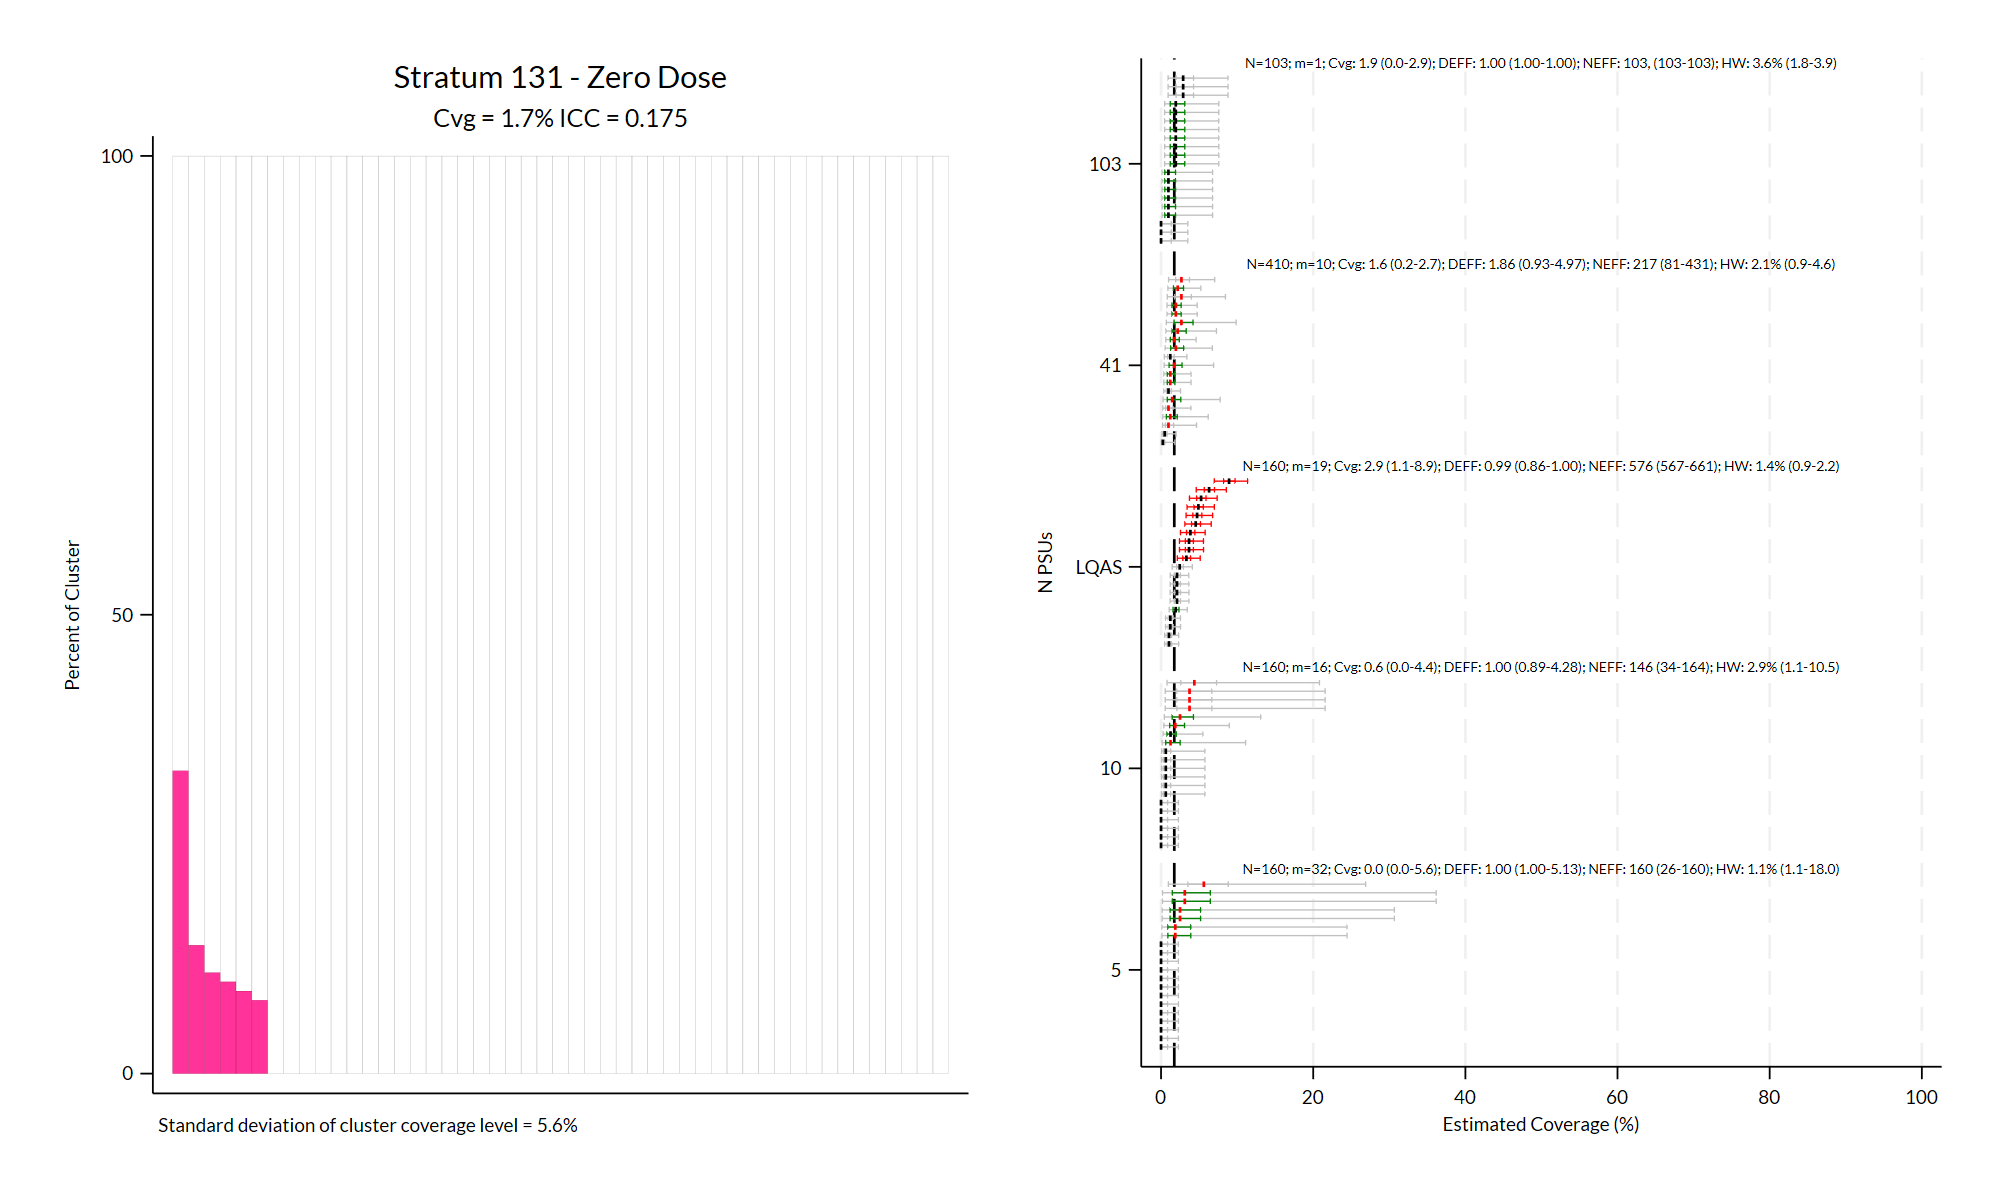 Stratum 131 - Zero Dose
Cvg = 1.7% ICC = 0.175
Percent of Cluster
100
50
0
Standard deviation of cluster coverage level = 5.6%
N PSUs
N=103; m=1; Cvg: 1.9 (0.0-2.9); DEFF: 1.00 (1.00-1.00); NEFF: 103, (103-103); HW: 3.6% (1.8-3.9)
103
N=410; m=10; Cvg: 1.6 (0.2-2.7); DEFF: 1.86 (0.93-4.97); NEFF: 217 (81-431); HW: 2.1% (0.9-4.6)
41
N=160; m=19; Cvg: 2.9 (1.1-8.9); DEFF: 0.99 (0.86-1.00); NEFF: 576 (567-661); HW: 1.4% (0.9-2.2)
LQAS
N=160; m=16; Cvg: 0.6 (0.0-4.4); DEFF: 1.00 (0.89-4.28); NEFF: 146 (34-164); HW: 2.9% (1.1-10.5)
10
N=160; m=32; Cvg: 0.0 (0.0-5.6); DEFF: 1.00 (1.00-5.13); NEFF: 160 (26-160); HW: 1.1% (1.1-18.0)
5
0 20 40 60 80 100
Estimated Coverage (%)